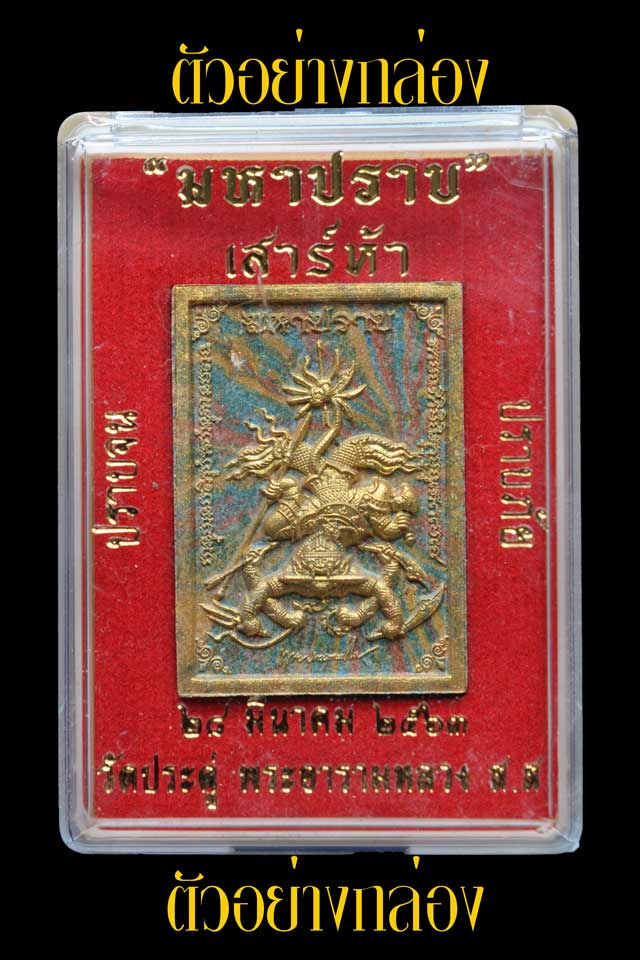 ตัวอย่างกล่อง
"มหาปราบ"
เสาร์ห้า
มหาปราบ
ปราบจน
ปราบภัย
๒๘ มีนาคม ๒๕๖๓
วัดประดู่ พระอารามหลวง ส.ส
ตัวอย่างกล่อง